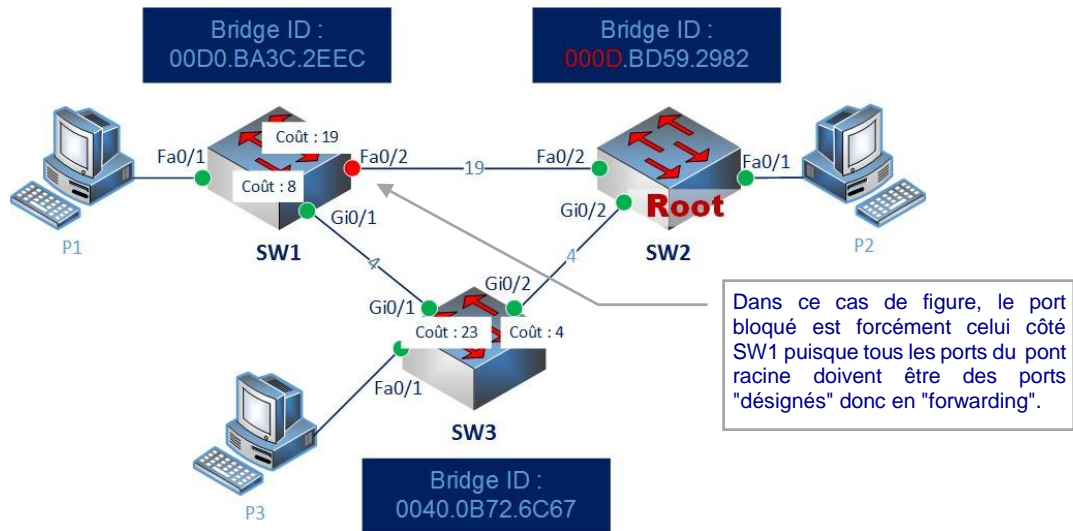 Bridge ID :
00D0.BA3C.2EEC
Bridge ID :
000D.BD59.2982
Coût : 19
Fa0/1
Fa0/2
19
Fa0/2
Fa0/1
Coût : 8
Gi0/1
Gi0/2
Root
P1
SW1
SW2
P2
4
4
Gi0/2
Gi0/1
Coût : 23
Coût : 4
Fa0/1
Dans ce cas de figure, le port
bloqué est forcément celui côté
SW1 puisque tous les ports du pont
racine doivent être des ports
"désignés" donc en "forwarding".
SW3
P3
Bridge ID :
0040.0B72.6C67